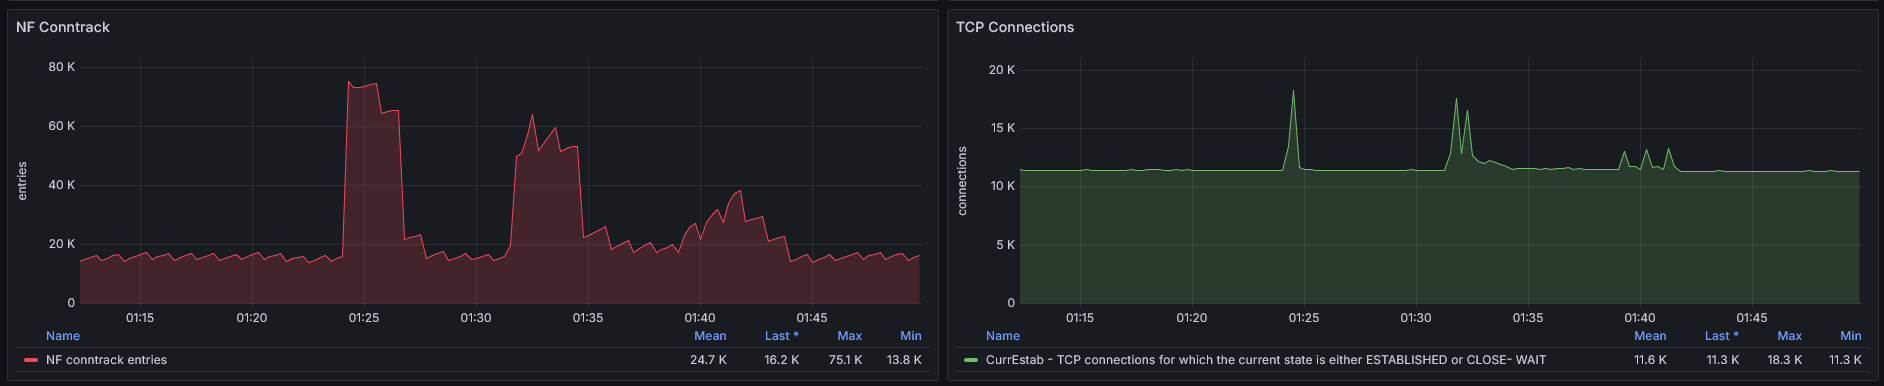 NF Conntrack
80 K
60 K
40 K
20 K
0
entries
01:15 01:20 01:25 01:30 01:35 01:40 01:45
Name Mean Last * Max Min
NF conntrack entries 24.7 K 16.2 K 75.1 K 13.8 K
TCP Connections
20 K
15 K
10 K
5 K
0
connections
01:15 01:20 01:25 01:30 01:35 01:40 01:45
Name Mean Last * Max Min
CurrEstab - TCP connections for which the current state is either ESTABLISHED or CLOSE- WAIT 11.6 K 11.3 K 18.3 K 11.3 K